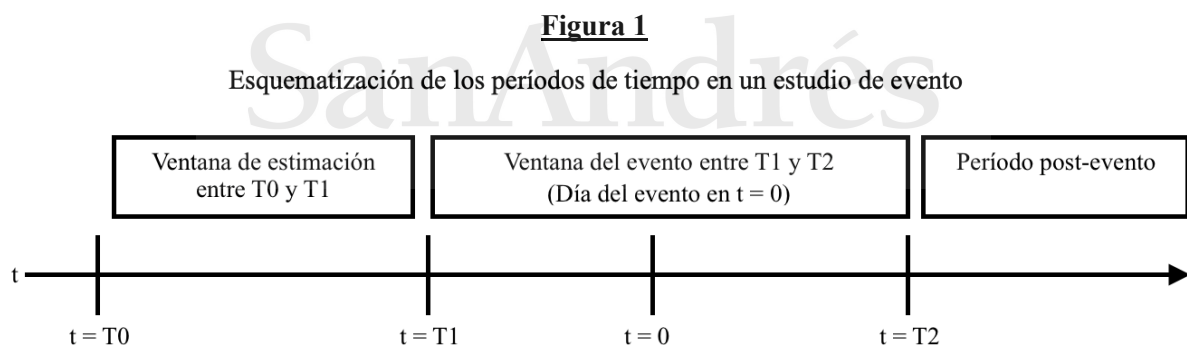 Figura 1
SanAndrés
Esquematización de los períodos de tiempo en un estudio de evento
Ventana de estimación
entre T0 y T1
Ventana del evento entre T1 y T2
(Día del evento en t = 0)
Período post-evento
t
t = T0
t = T1
t = 0
t = T2